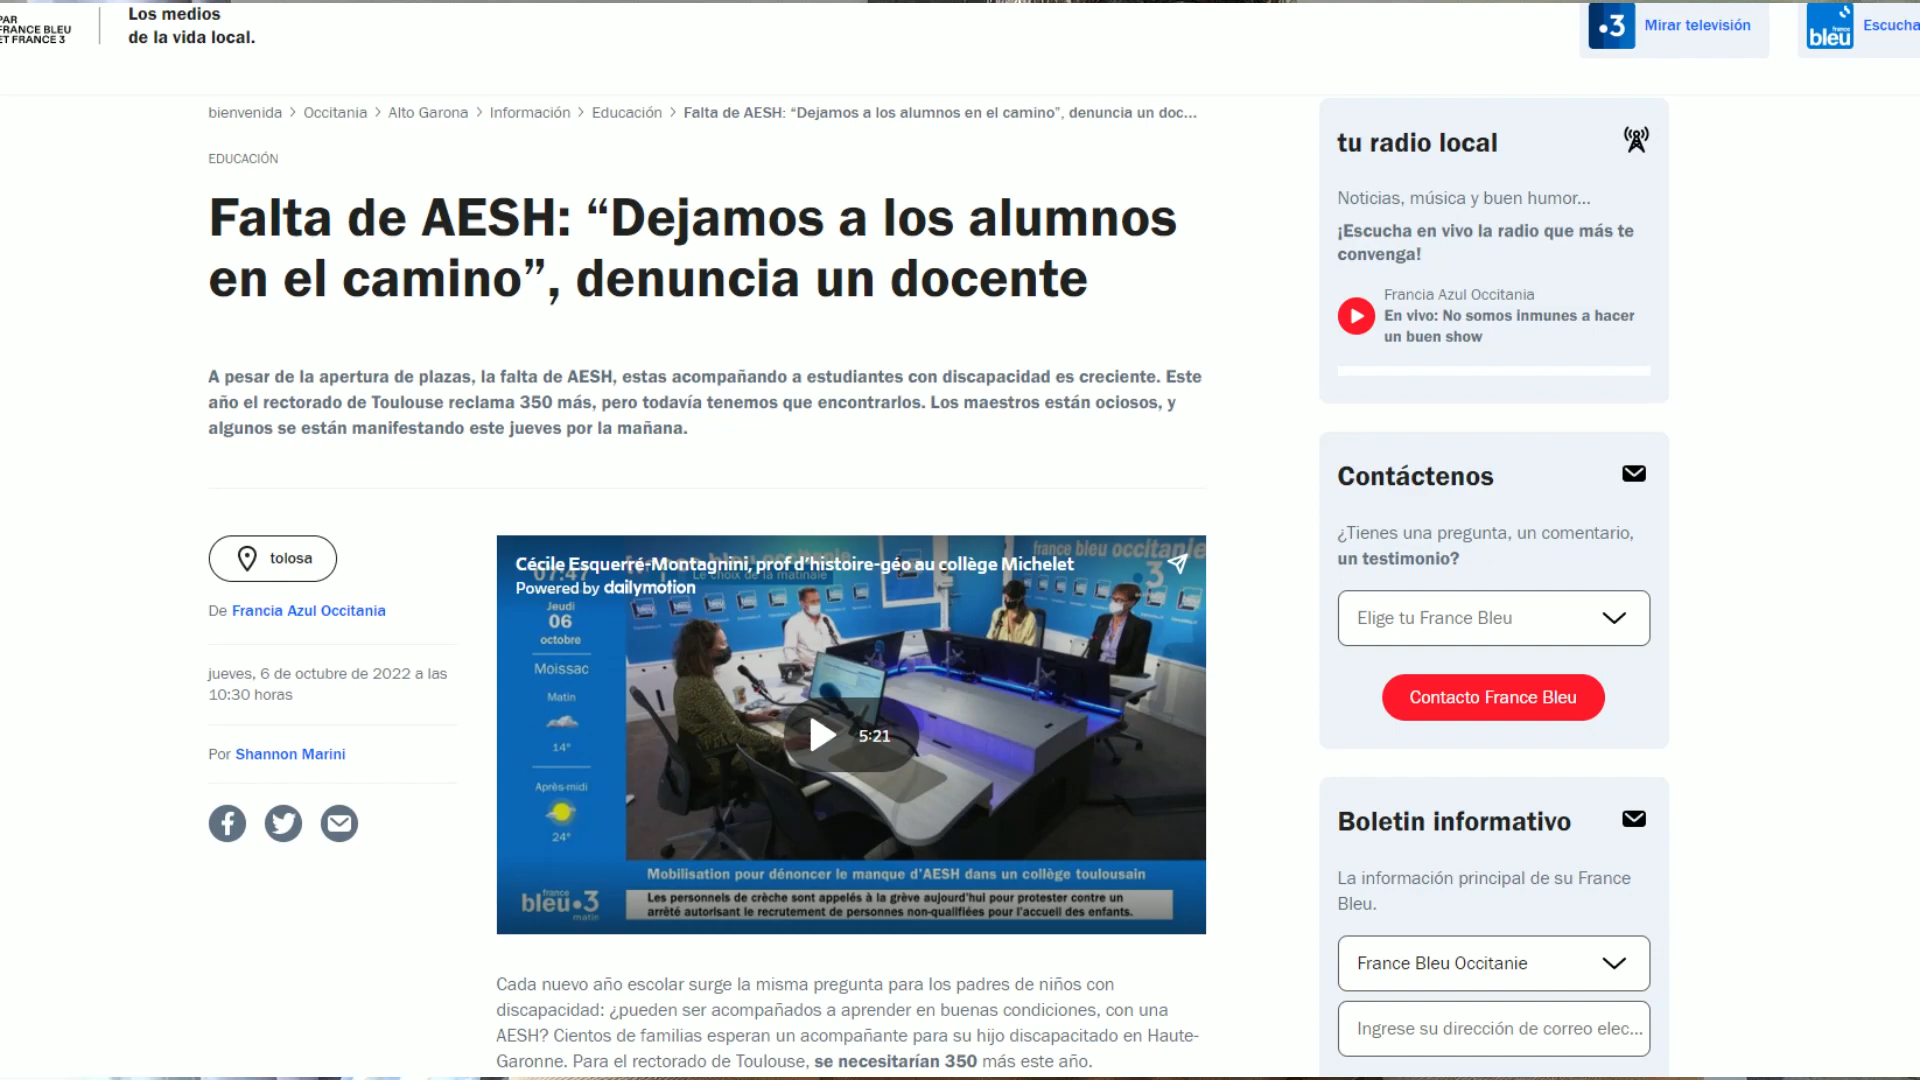 PAR
FRANCE BLEU
ET FRANCE 3
Los medios
de la vida local.
3
Mirar televisión
france
bleu
Escucha
bienvenida > Occitania > Alto Garona > Información > Educación > Falta de AESH: “Dejamos a los alumnos en el camino”, denuncia un doc...
EDUCACIÓN
Falta de AESH: “Dejamos a los alumnos
en el camino”, denuncia un docente
A pesar de la apertura de plazas, la falta de AESH, estas acompañando a estudiantes con discapacidad es creciente. Este
año el rectorado de Toulouse reclama 350 más, pero todavía tenemos que encontrarlos. Los maestros están ociosos, y
algunos se están manifestando este jueves por la mañana.
tolosa
De Francia Azul Occitania
jueves, 6 de octubre de 2022 a las
10:30 horas
Por Shannon Marini
Cécile Esquerré-Montagnini, prof d’histoire-géo au collège Michelet
Powered by dailymotion
france bleu occitanie
07:47
Le choix de la matinale
Jeudi
06
octobre
Moissac
Matin
14°
Après-midi
24°
5:21
Mobilisation pour dénoncer le manque d’AESH dans un collège toulousain
france
bleu•3
matin
Les personnels de crèche sont appelés à la grève aujourd’hui pour protester contre un
arrêté autorisant le recrutement de personnes non-qualifiées pour l’accueil des enfants.
Cada nuevo año escolar surge la misma pregunta para los padres de niños con
discapacidad: ¿pueden ser acompañados a aprender en buenas condiciones, con una
AESH? Cientos de familias esperan un acompañante para su hijo discapacitado en Haute-
Garonne. Para el rectorado de Toulouse, se necesitarían 350 más este año.
tu radio local
Noticias, música y buen humor...
¡Escucha en vivo la radio que más te
convenga!
Francia Azul Occitania
En vivo: No somos inmunes a hacer
un buen show
Contáctenos
¿Tienes una pregunta, un comentario,
un testimonio?
Elige tu France Bleu
Contacto France Bleu
Boletin informativo
La información principal de su France
Bleu.
France Bleu Occitanie
Ingrese su dirección de correo elec...